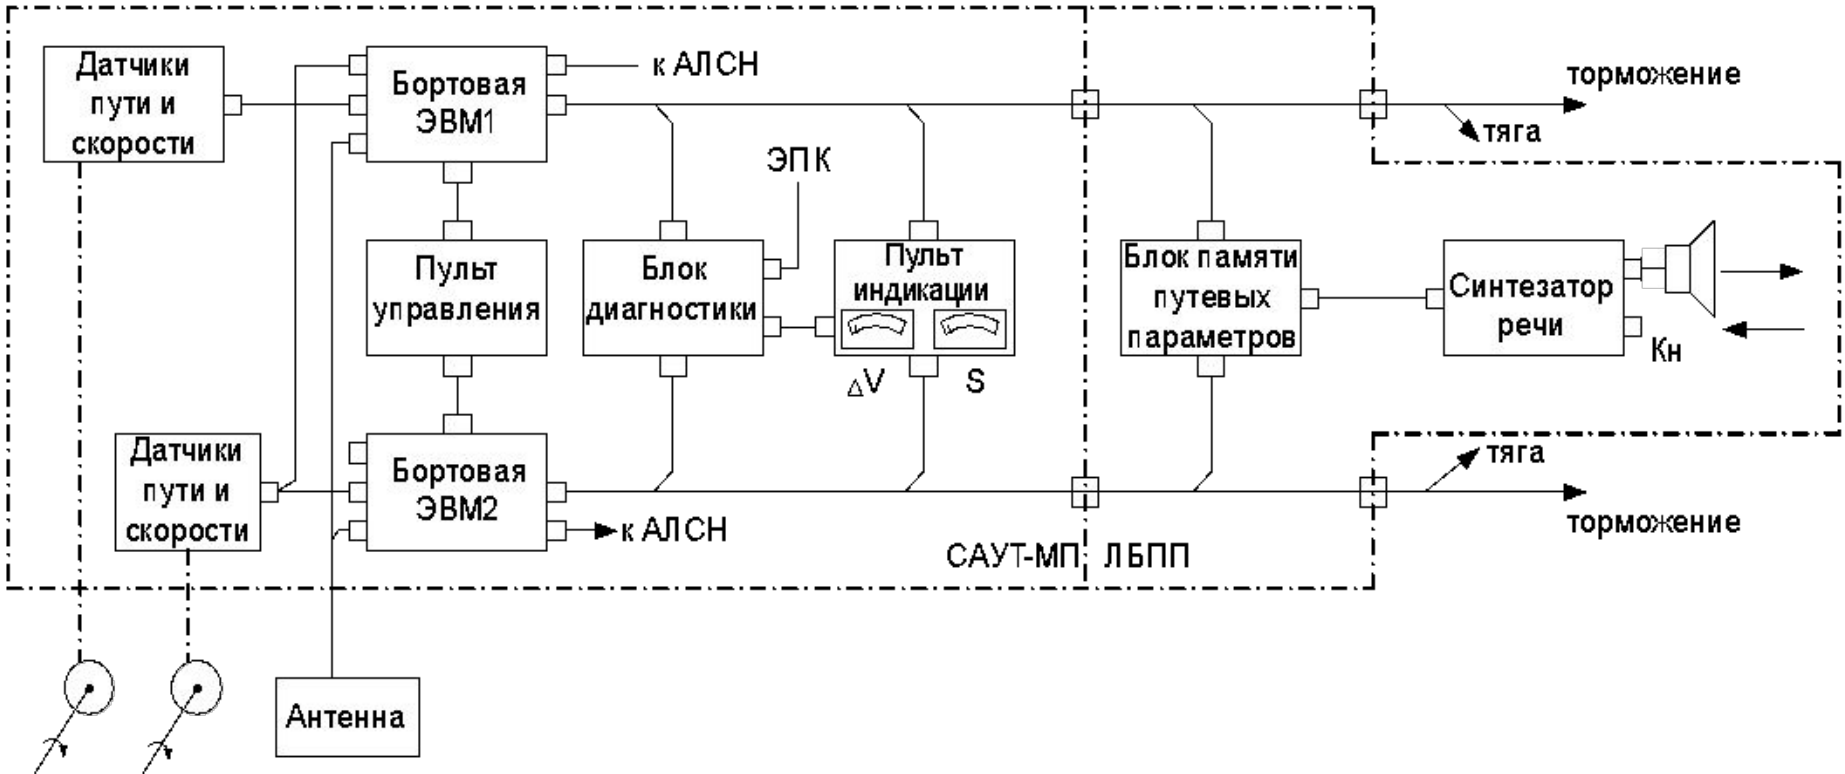 Датчики
пути и
скорости
Бортовая
ЭВМ1
к АЛСН
торможение
тяга
ЭПК
Пульт
управления
Блок
диагностики
Пульт
индикации
ΔV
S
Блок памяти
путевых
параметров
Синтезатор
речи
Кн
Датчики
пути и
скорости
Бортовая
ЭВМ2
к АЛСН
тяга
торможение
САУТ-МП
ЛБПП
Антенна